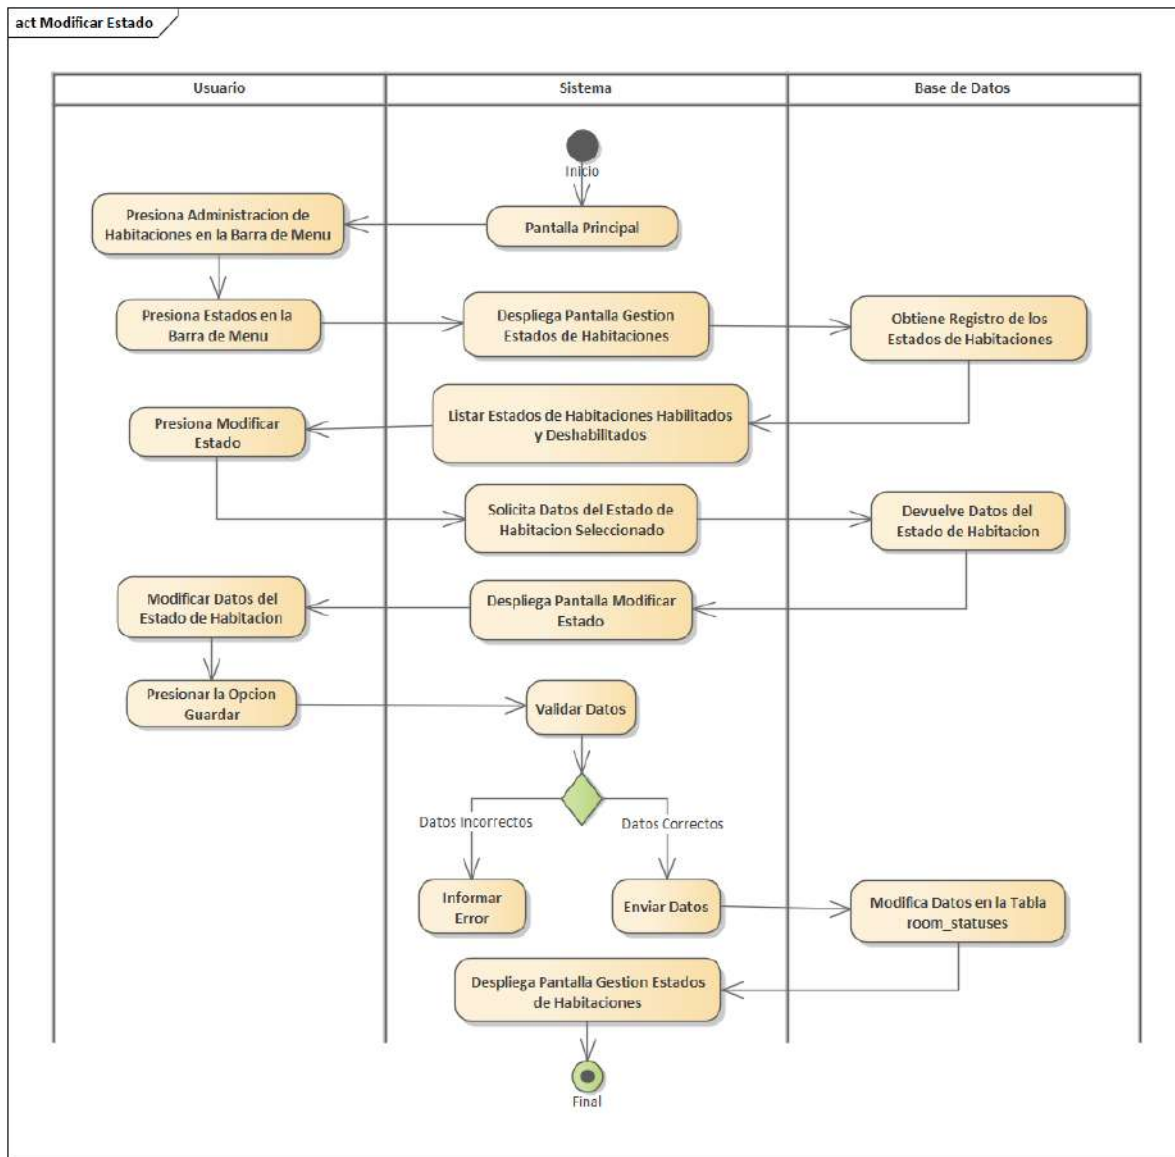 act Modificar Estado
Usuario
Sistema
Base de Datos
Inicio
Presiona Administracion de
Habitaciones en la Barra de Menu
Pantalla Principal
Presiona Estados en la
Barra de Menu
Despliega Pantalla Gestion
Estados de Habitaciones
Obtiene Registro de los
Estados de Habitaciones
Listar Estados de Habitaciones Habilitados
y Deshabilitados
Presiona Modificar
Estado
Solicita Datos del Estado de
Habitacion Seleccionado
Devuelve Datos del
Estado de Habitacion
Modificar Datos del
Estado de Habitacion
Despliega Pantalla Modificar
Estado
Presionar la Opcion
Guardar
Validar Datos
Datos Incorrectos
Datos Correctos
Informar
Error
Enviar Datos
Modifica Datos en la Tabla
room_statuses
Despliega Pantalla Gestion Estados
de Habitaciones
Final